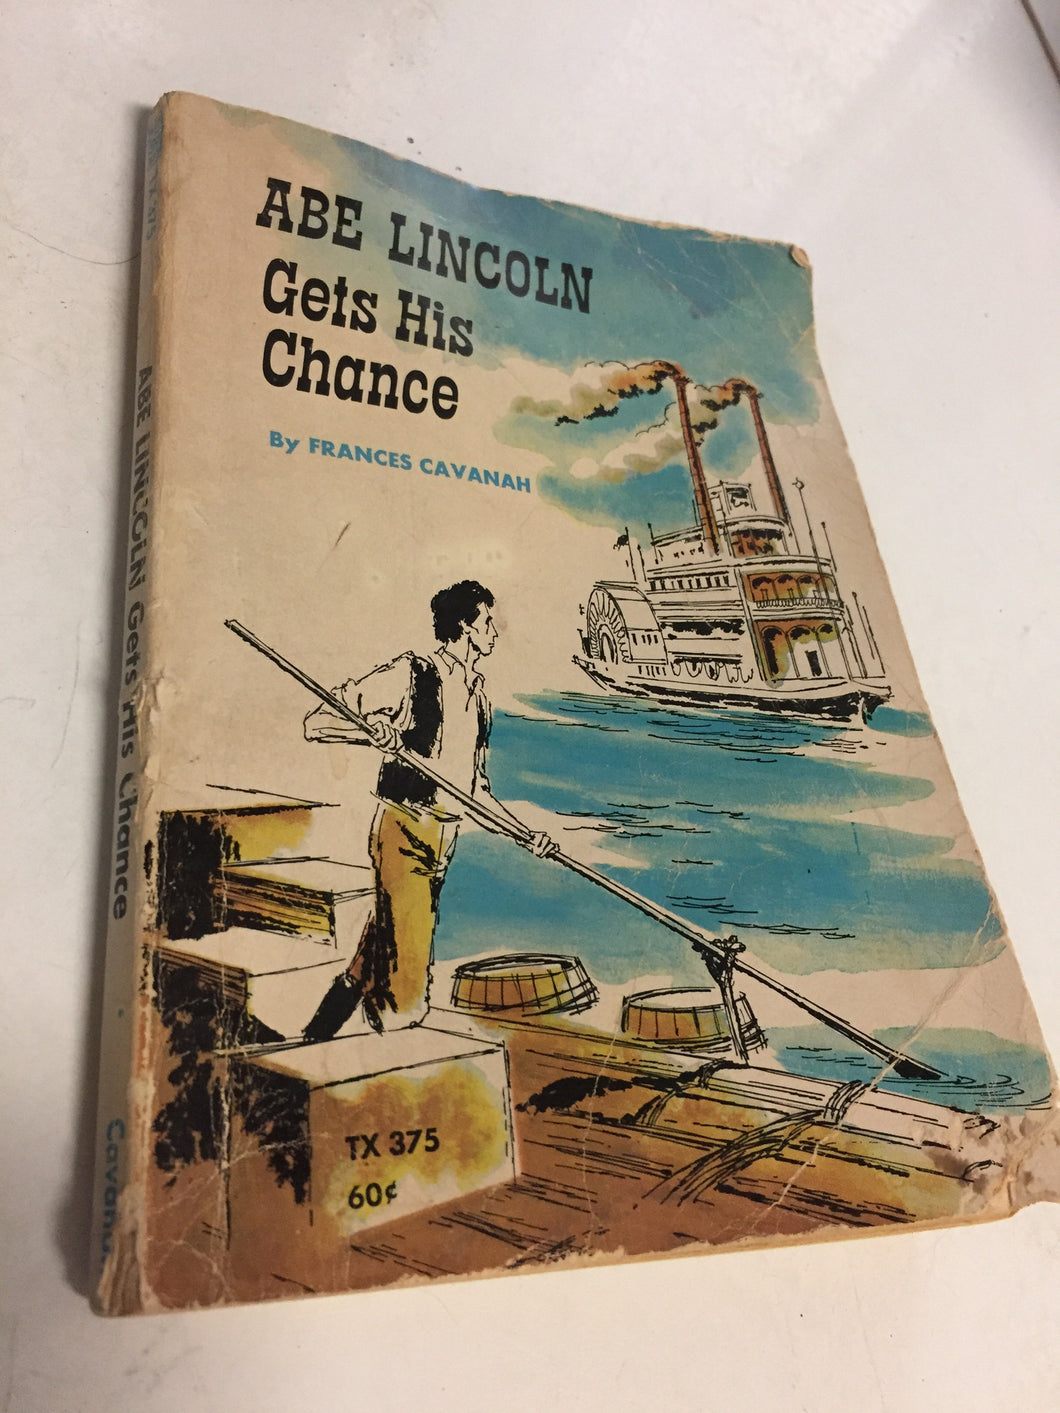 ABE LINCOLN
Gets His
Chance
By FRANCES CAVANAH
TX 375
60¢
ABE LINCOLN Gets His Chance